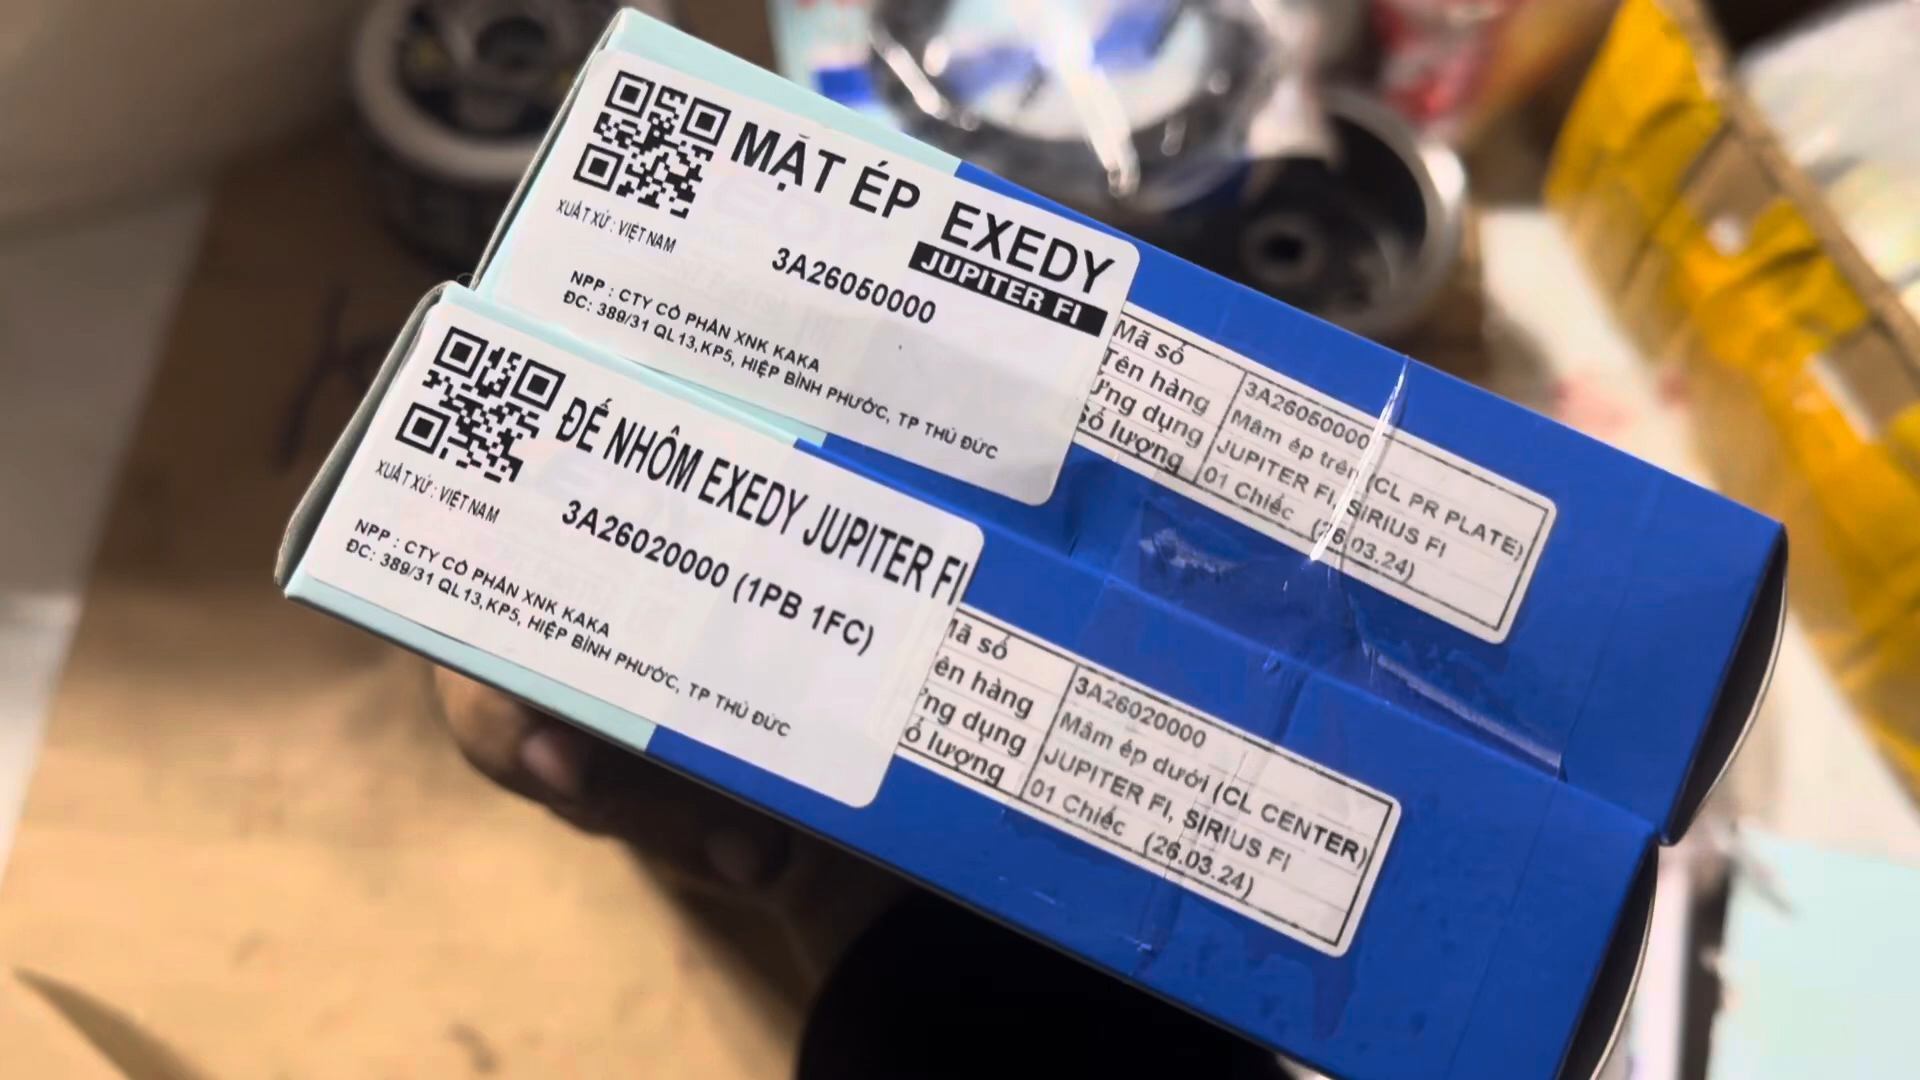 MẶT ÉP EXEDY
JUPITER FI
3A26050000
XUẤT XỨ : VIỆT NAM
NPP : CTY CỔ PHẦN XNK KAKA
ĐC: 389/31 QL13,KP5, HIỆP BÌNH PHƯỚC, TP THỦ ĐỨC
Mã số 3A26050000
Tên hàng Mâm ép trên (CL PR PLATE)
Ứng dụng JUPITER FI, SIRIUS FI
Số lượng 01 Chiếc (26.03.24)
ĐẾ NHÔM EXEDY JUPITER FI
3A26020000 (1PB 1FC)
XUẤT XỨ : VIỆT NAM
NPP : CTY CỔ PHẦN XNK KAKA
ĐC: 389/31 QL13,KP5, HIỆP BÌNH PHƯỚC, TP THỦ ĐỨC
Mã số 3A26020000
ên hàng Mâm ép dưới (CL CENTER)
ng dụng JUPITER FI, SIRIUS FI
ố lượng 01 Chiếc (26.03.24)